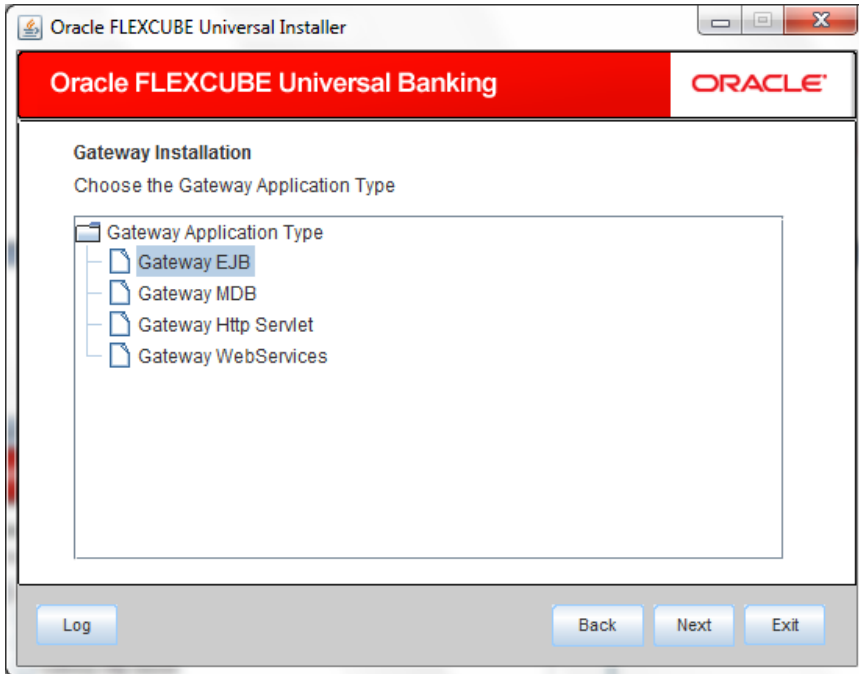 Oracle FLEXCUBE Universal Installer
Oracle FLEXCUBE Universal Banking
ORACLE
Gateway Installation
Choose the Gateway Application Type
Gateway Application Type
Gateway EJB
Gateway MDB
Gateway Http Servlet
Gateway WebServices
Log Back Next Exit